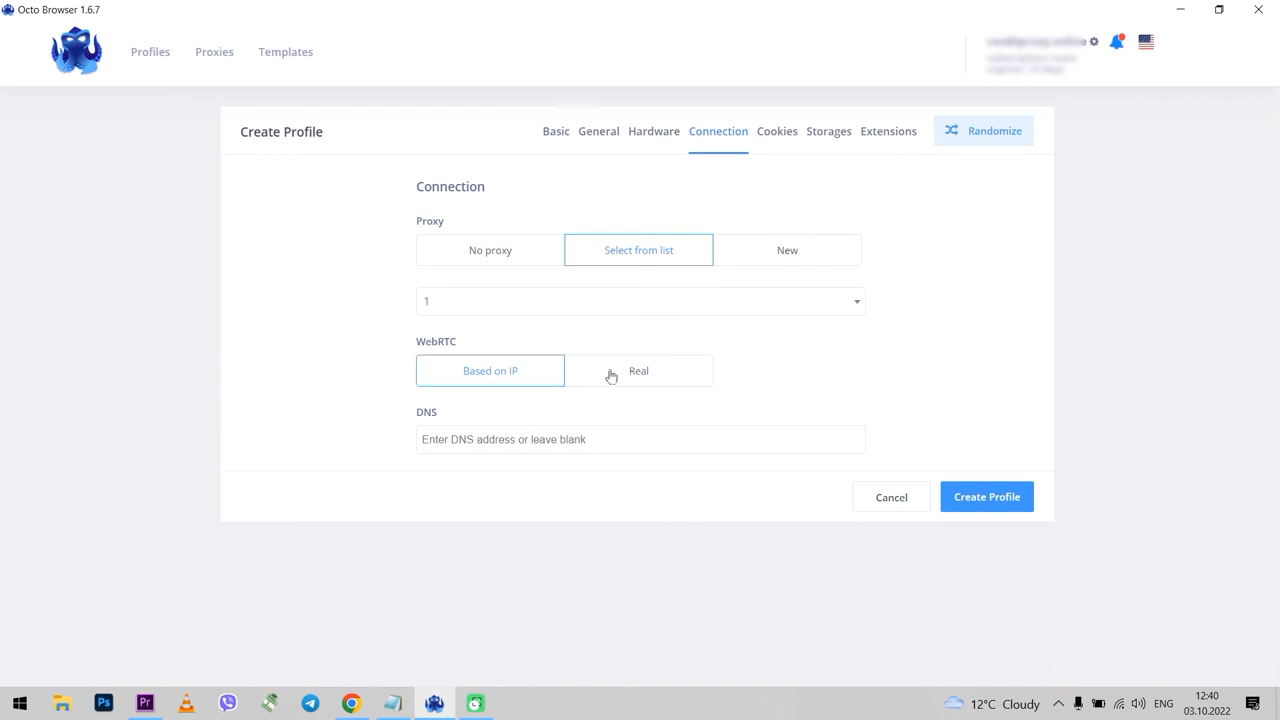 Octo Browser 1.6.7
Profiles
Proxies
Templates
Create Profile
Basic
General
Hardware
Connection
Cookies
Storages
Extensions
Randomize
Connection
Proxy
No proxy
Select from list
New
1
WebRTC
Based on IP
Real
DNS
Enter DNS address or leave blank
Cancel
Create Profile
Ps
Pr
12°C Cloudy
ENG
12:40
03.10.2022